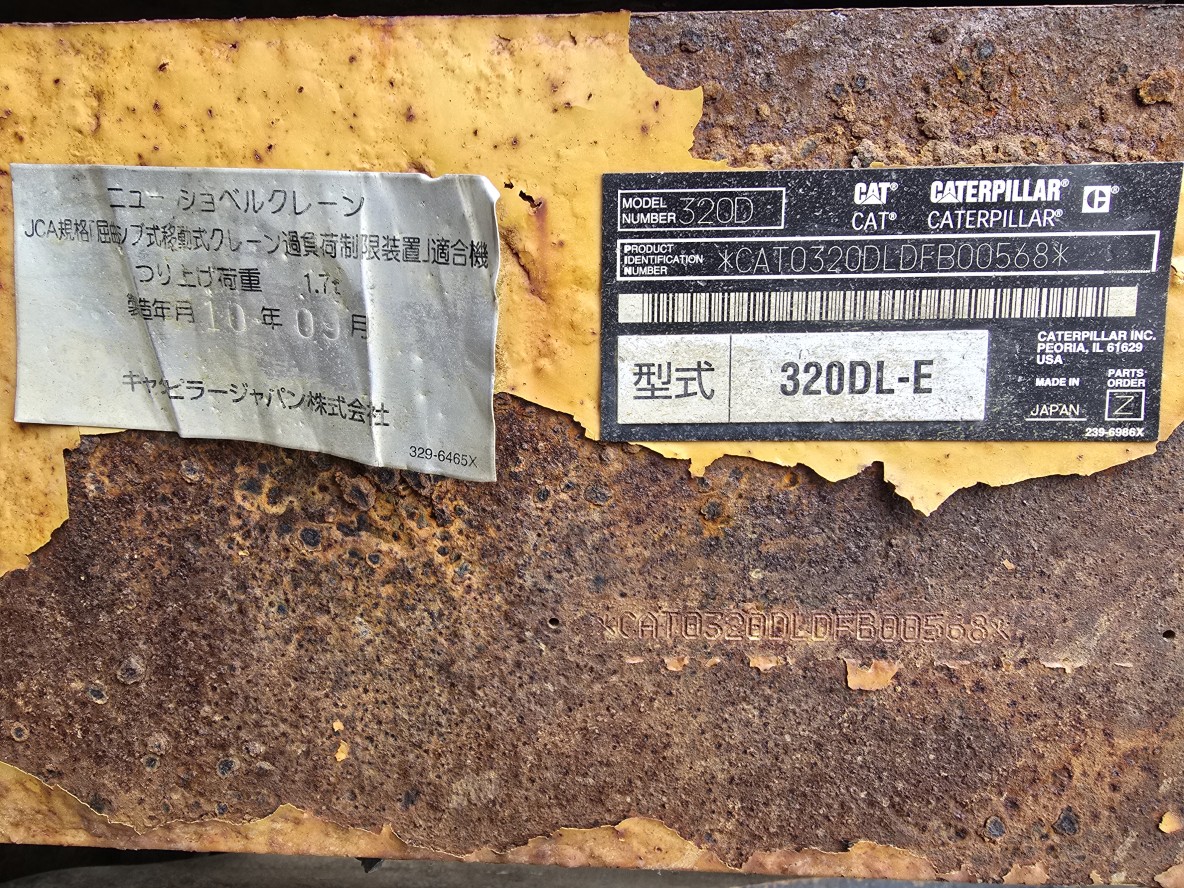 ニューショベルクレーン
JCA規格「屈曲ジブ式移動式クレーン過負荷制限装置」適合機
つり上げ荷重 1.7t
製造年月 10年09月
キャタピラージャパン株式会社
329-6465X
MODEL NUMBER 320D
CAT® CATERPILLAR® C®
CAT® CATERPILLAR®
PRODUCT IDENTIFICATION NUMBER *CAT0320DLDFB00568*
型式 320DL-E
CATERPILLAR INC.
PEORIA, IL 61629
USA
MADE IN
JAPAN
PARTS ORDER
Z
239-6986X
*CAT0320DLDFB00568*